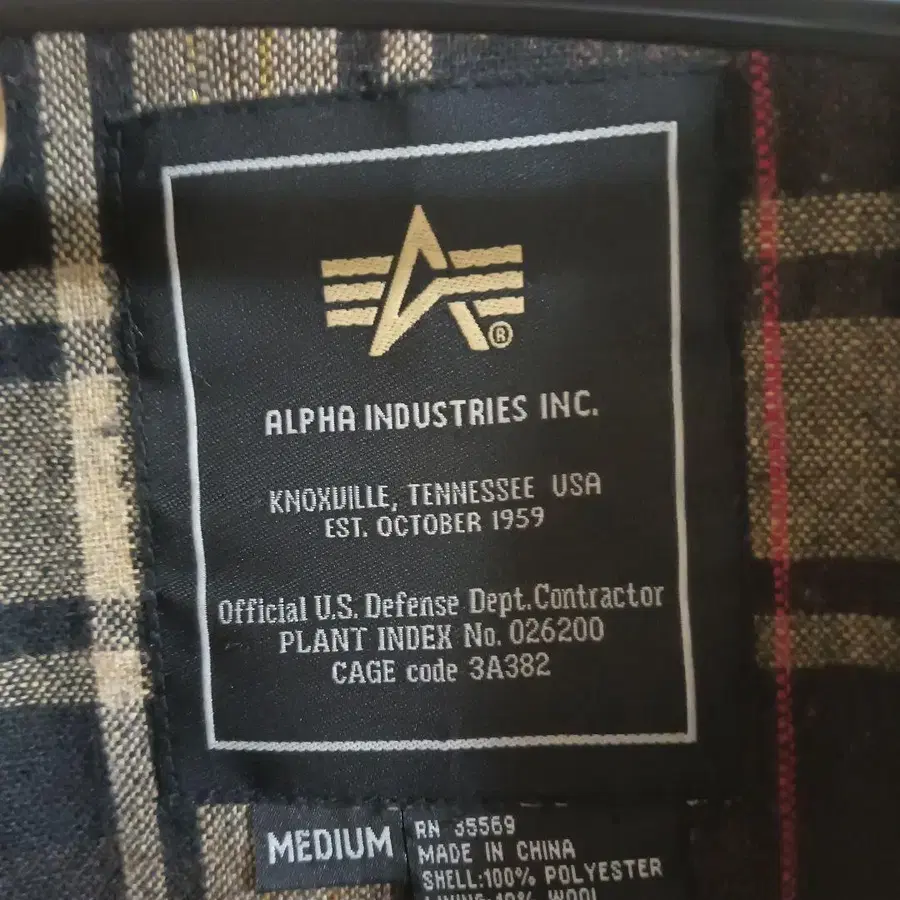 ®
ALPHA INDUSTRIES INC.
KNOXVILLE, TENNESSEE USA
EST. OCTOBER 1959
Official U.S. Defense Dept. Contractor
PLANT INDEX No. 026200
CAGE code 3A382
MEDIUM
RN 35569
MADE IN CHINA
SHELL:100% POLYESTER
WOOL